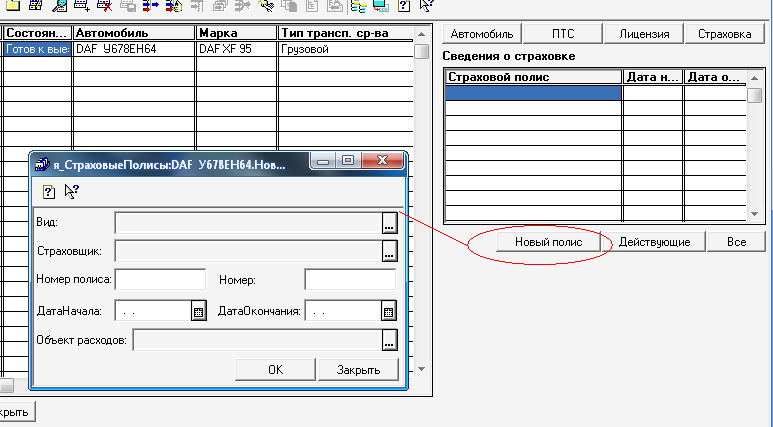 Состоян... Автомобиль Марка Тип трансп. ср-ва
Готов к вые: DAF У678ЕН64 DAF XF 95 Грузовой
Автомобиль ПТС Лицензия Страховка
Сведения о страховке
Страховой полис Дата н... Дата о...
Новый полис Действующие Все
я_СтраховыеПолисы:DAF У678ЕН64.Нов...
Вид: ...
Страховщик: ...
Номер полиса: Номер:
ДатаНачала: . . ДатаОкончания: . .
Объект расходов: ...
OK Закрыть
крыть